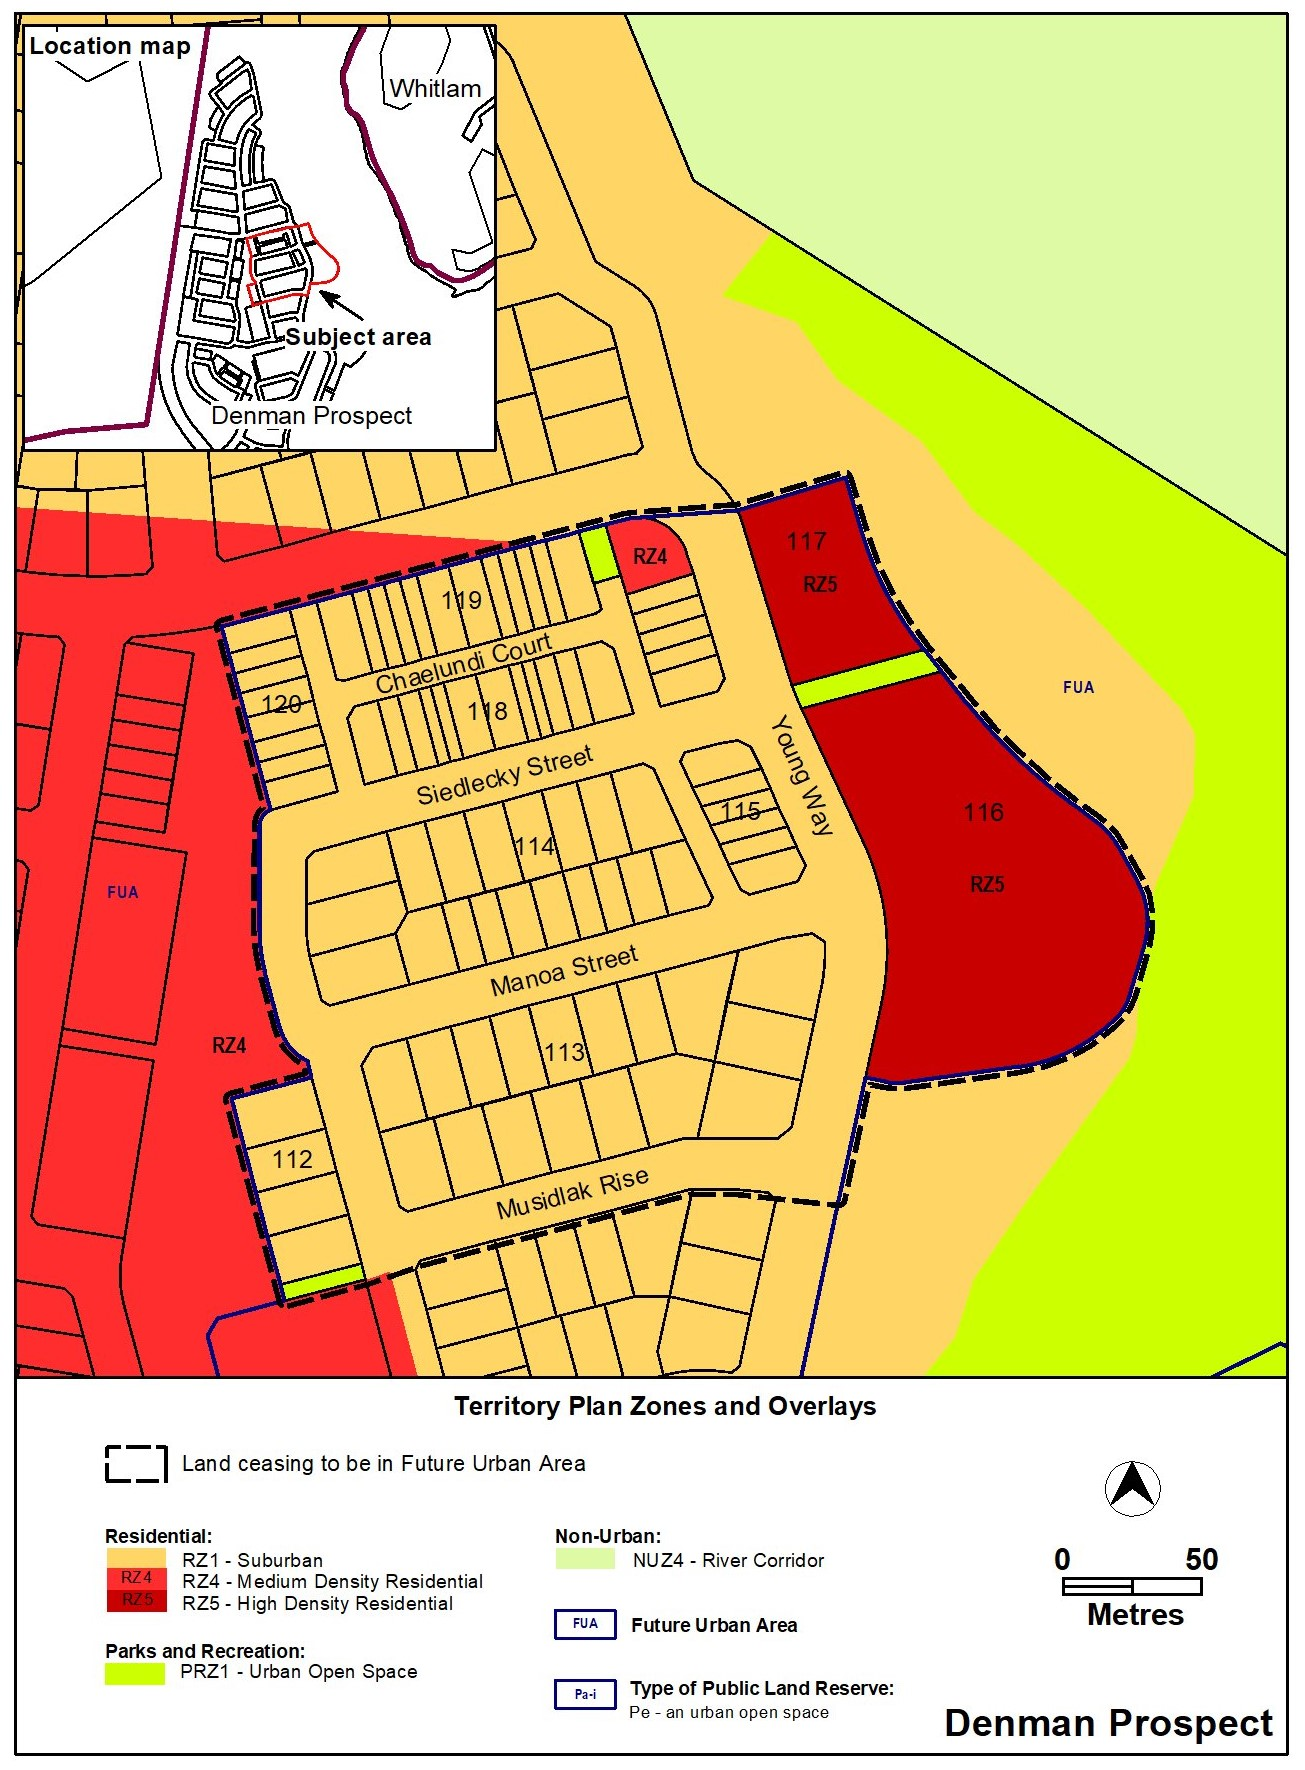 Location map
Whitlam
Subject area
Denman Prospect
117
RZ5
RZ4
119
Chaelundi Court
120
118
FUA
Siedlecky Street
Young Way
115
116
114
RZ5
FUA
Manoa Street
RZ4
113
112
Musidlak Rise
Territory Plan Zones and Overlays
Land ceasing to be in Future Urban Area
Residential:
RZ1 - Suburban
RZ4 RZ4 - Medium Density Residential
RZ5 RZ5 - High Density Residential
Parks and Recreation:
PRZ1 - Urban Open Space
Non-Urban:
NUZ4 - River Corridor
FUA Future Urban Area
Pa-i Type of Public Land Reserve:
Pe - an urban open space
0 50
Metres
Denman Prospect